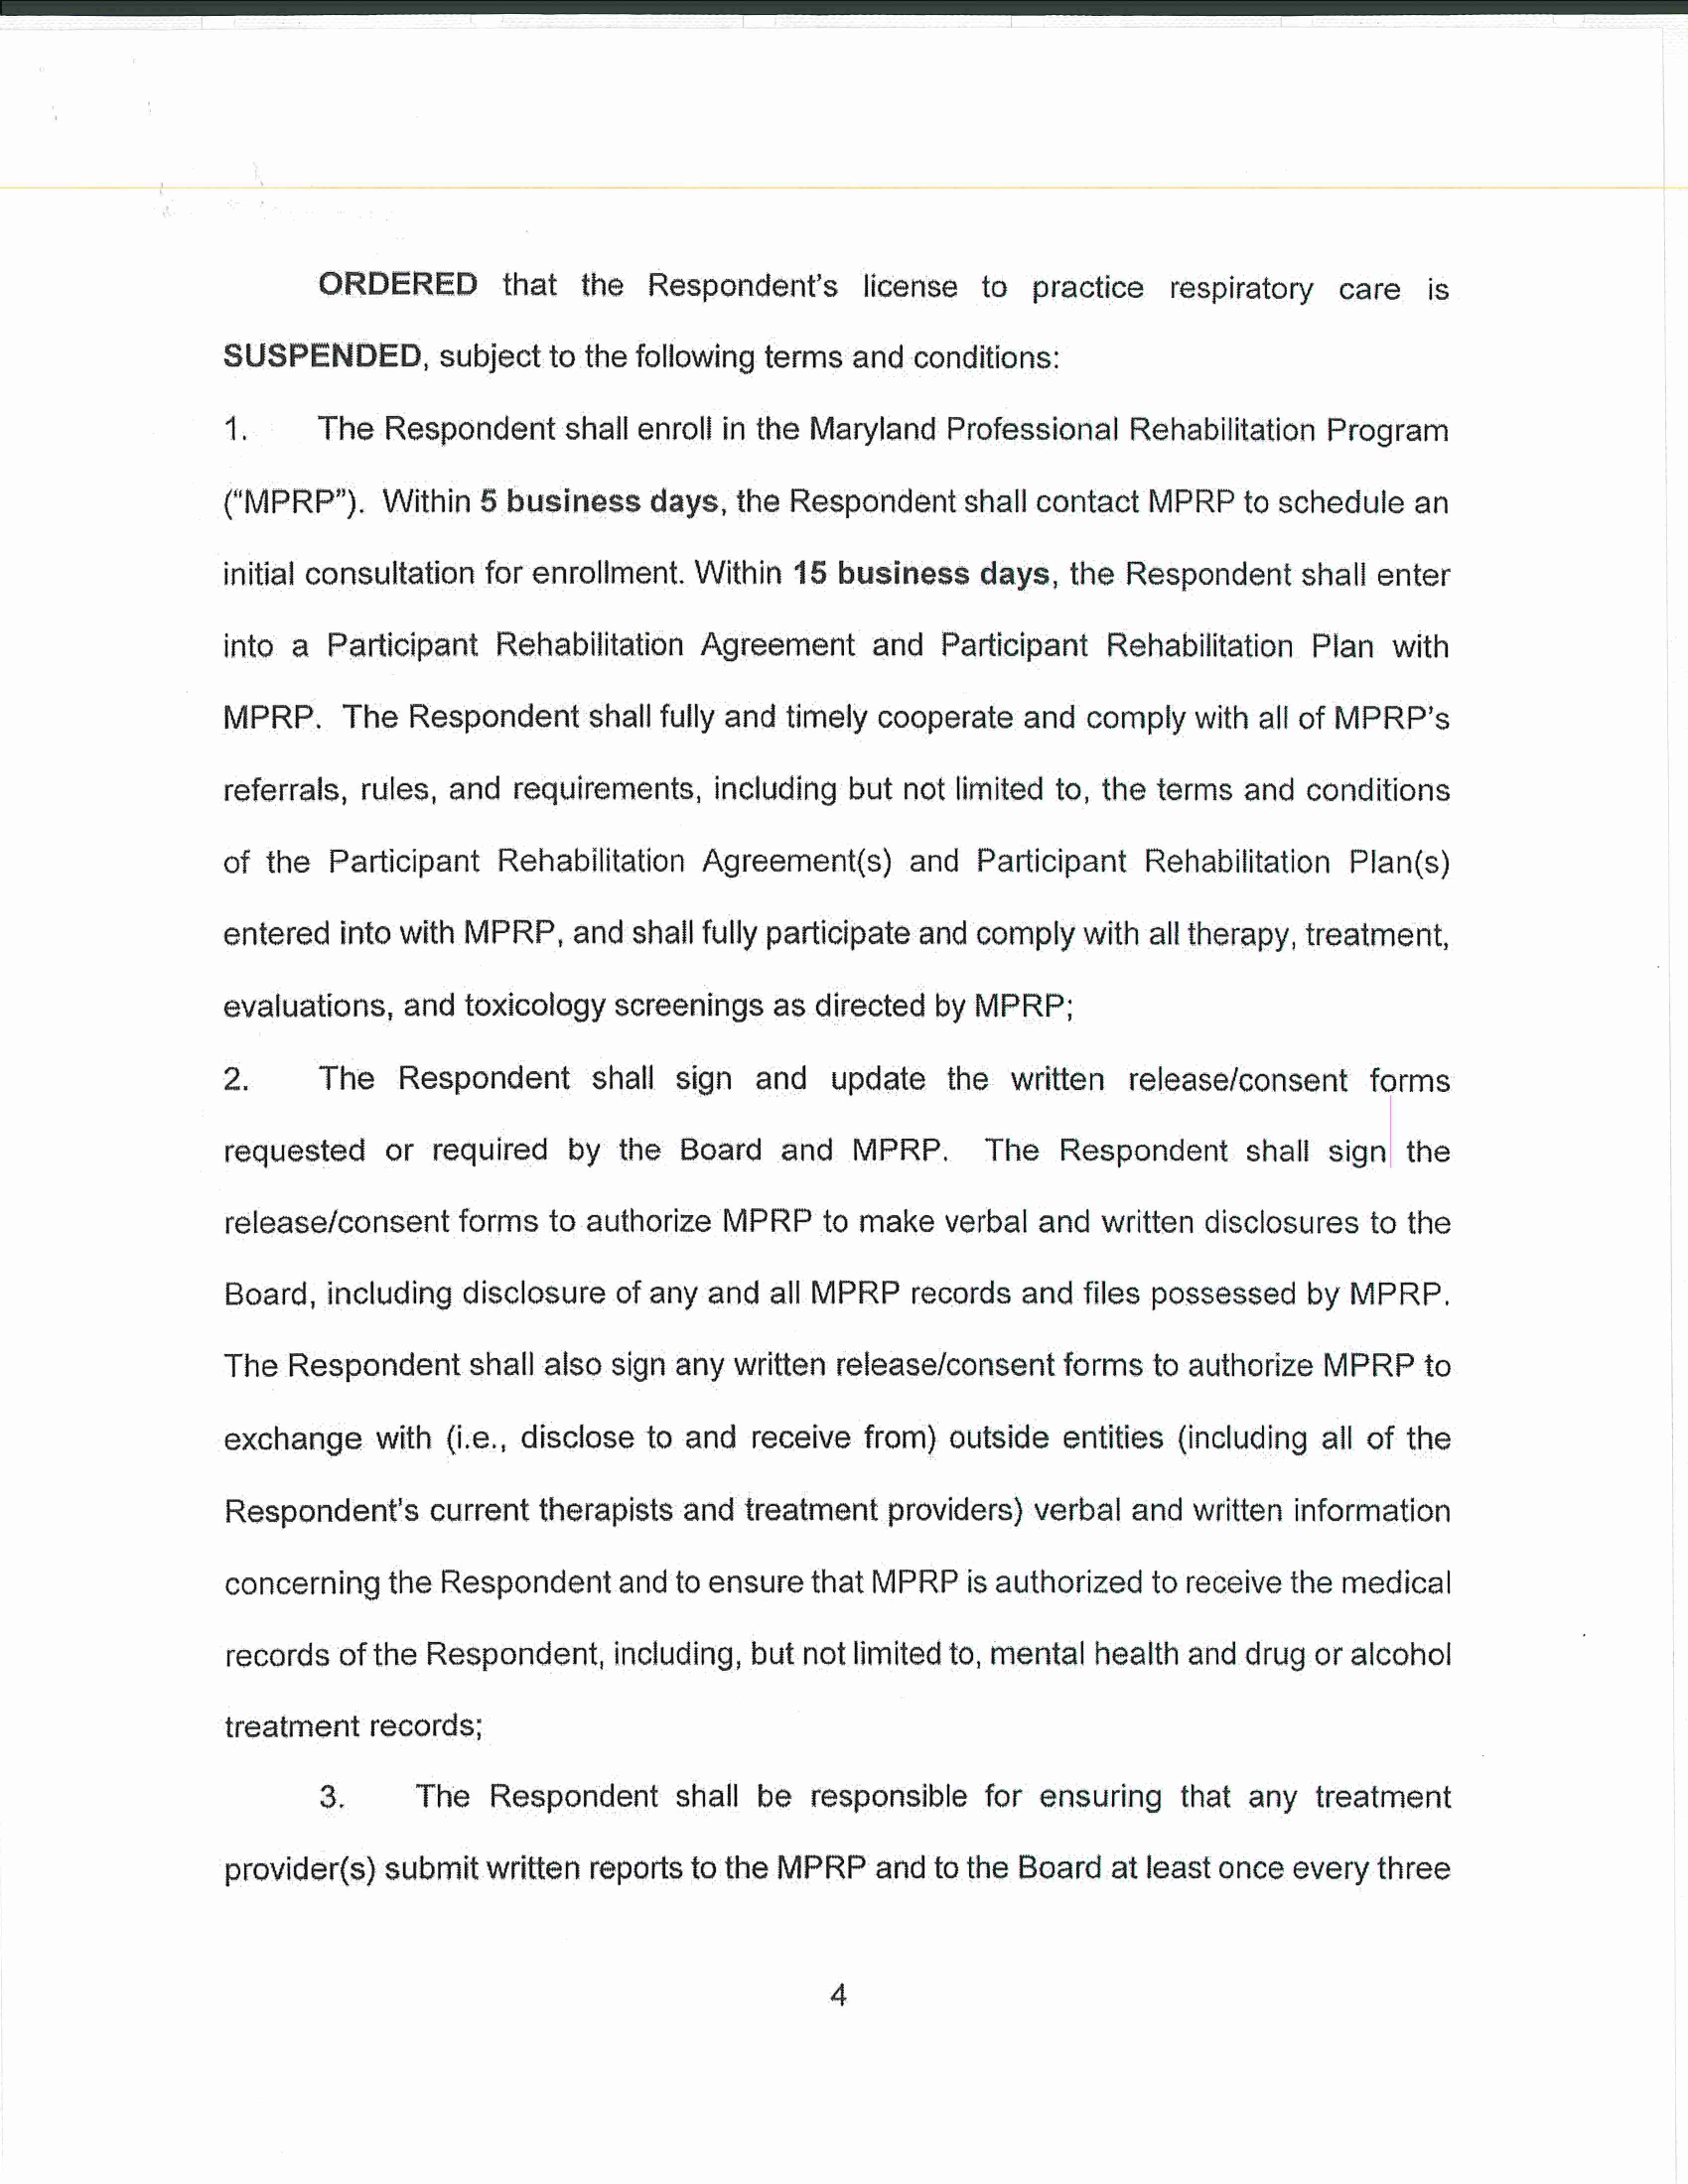 ORDERED that the Respondent's license to practice respiratory care is
SUSPENDED, subject to the following terms and conditions:
1. The Respondent shall enroll in the Maryland Professional Rehabilitation Program
("MPRP"). Within 5 business days, the Respondent shall contact MPRP to schedule an
initial consultation for enrollment. Within 15 business days, the Respondent shall enter
into a Participant Rehabilitation Agreement and Participant Rehabilitation Plan with
MPRP. The Respondent shall fully and timely cooperate and comply with all of MPRP's
referrals, rules, and requirements, including but not limited to, the terms and conditions
of the Participant Rehabilitation Agreement(s) and Participant Rehabilitation Plan(s)
entered into with MPRP, and shall fully participate and comply with all therapy, treatment,
evaluations, and toxicology screenings as directed by MPRP;
2. The Respondent shall sign and update the written release/consent forms
requested or required by the Board and MPRP. The Respondent shall sign the
release/consent forms to authorize MPRP to make verbal and written disclosures to the
Board, including disclosure of any and all MPRP records and files possessed by MPRP.
The Respondent shall also sign any written release/consent forms to authorize MPRP to
exchange with (i.e., disclose to and receive from) outside entities (including all of the
Respondent's current therapists and treatment providers) verbal and written information
concerning the Respondent and to ensure that MPRP is authorized to receive the medical
records of the Respondent, including, but not limited to, mental health and drug or alcohol
treatment records;
3. The Respondent shall be responsible for ensuring that any treatment
provider(s) submit written reports to the MPRP and to the Board at least once every three
4